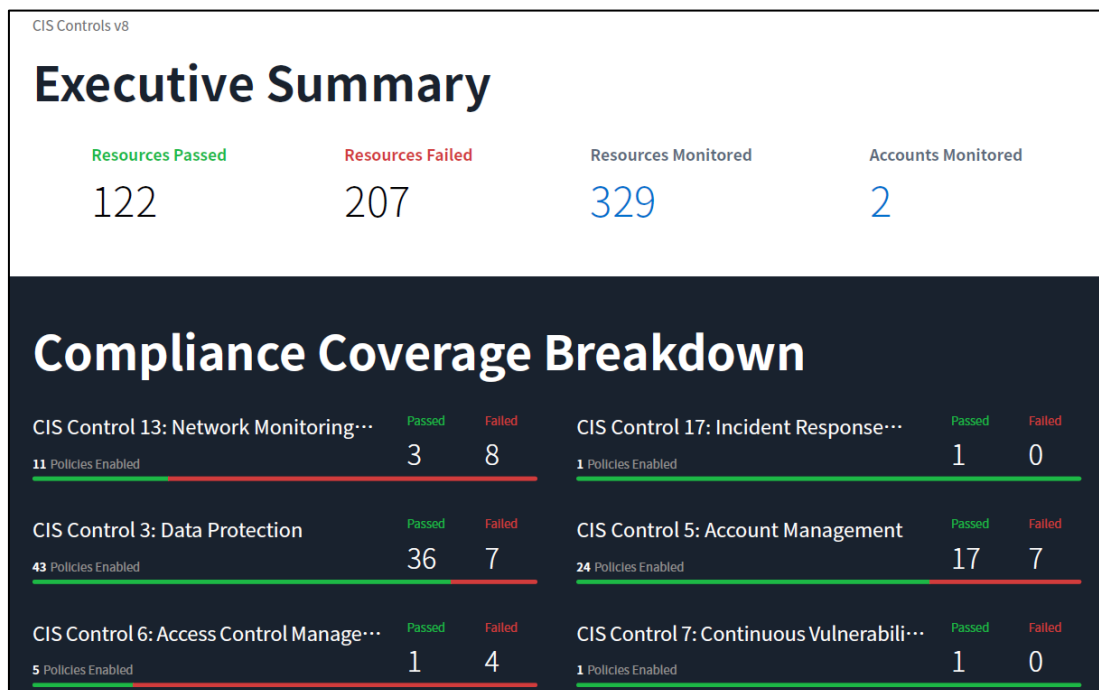 CIS Controls v8
Executive Summary
Resources Passed
122
Resources Failed
207
Resources Monitored
329
Accounts Monitored
2
Compliance Coverage Breakdown
CIS Control 13: Network Monitoring···
11 Policies Enabled
Passed
3
Failed
8
CIS Control 17: Incident Response···
1 Policies Enabled
Passed
1
Failed
0
CIS Control 3: Data Protection
43 Policies Enabled
Passed
36
Failed
7
CIS Control 5: Account Management
24 Policies Enabled
Passed
17
Failed
7
CIS Control 6: Access Control Manage···
5 Policies Enabled
Passed
1
Failed
4
CIS Control 7: Continuous Vulnerabili···
1 Policies Enabled
Passed
1
Failed
0